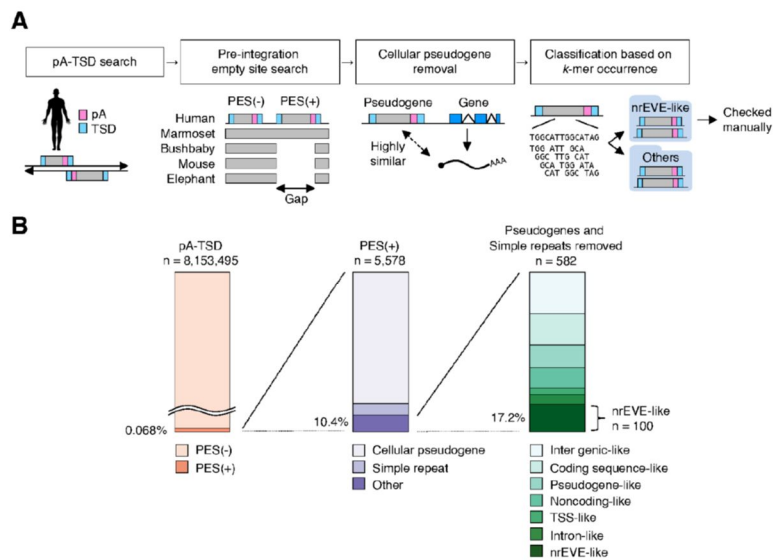 A
pA-TSD search
Pre-integration
empty site search
Cellular pseudogene
removal
Classification based on
k-mer occurrence
pA
TSD
PES(-) PES(+)
Human
Marmoset
Bushbaby
Mouse
Elephant
Gap
Pseudogene Gene
Highly
similar
AAA
TGGCATTGGCATAG
TGG ATT GCA
GGC TTG CAT
GCA TGG ATA
CAT GGC TAG
nrEVE-like
Others
Checked
manually
B
pA-TSD
n = 8,153,495
PES(+)
n = 5,578
Pseudogenes and
Simple repeats removed
n = 582
0.068%
10.4%
17.2%
nrEVE-like
n = 100
PES(-)
PES(+)
Cellular pseudogene
Simple repeat
Other
Inter genic-like
Coding sequence-like
Pseudogene-like
Noncoding-like
TSS-like
Intron-like
nrEVE-like